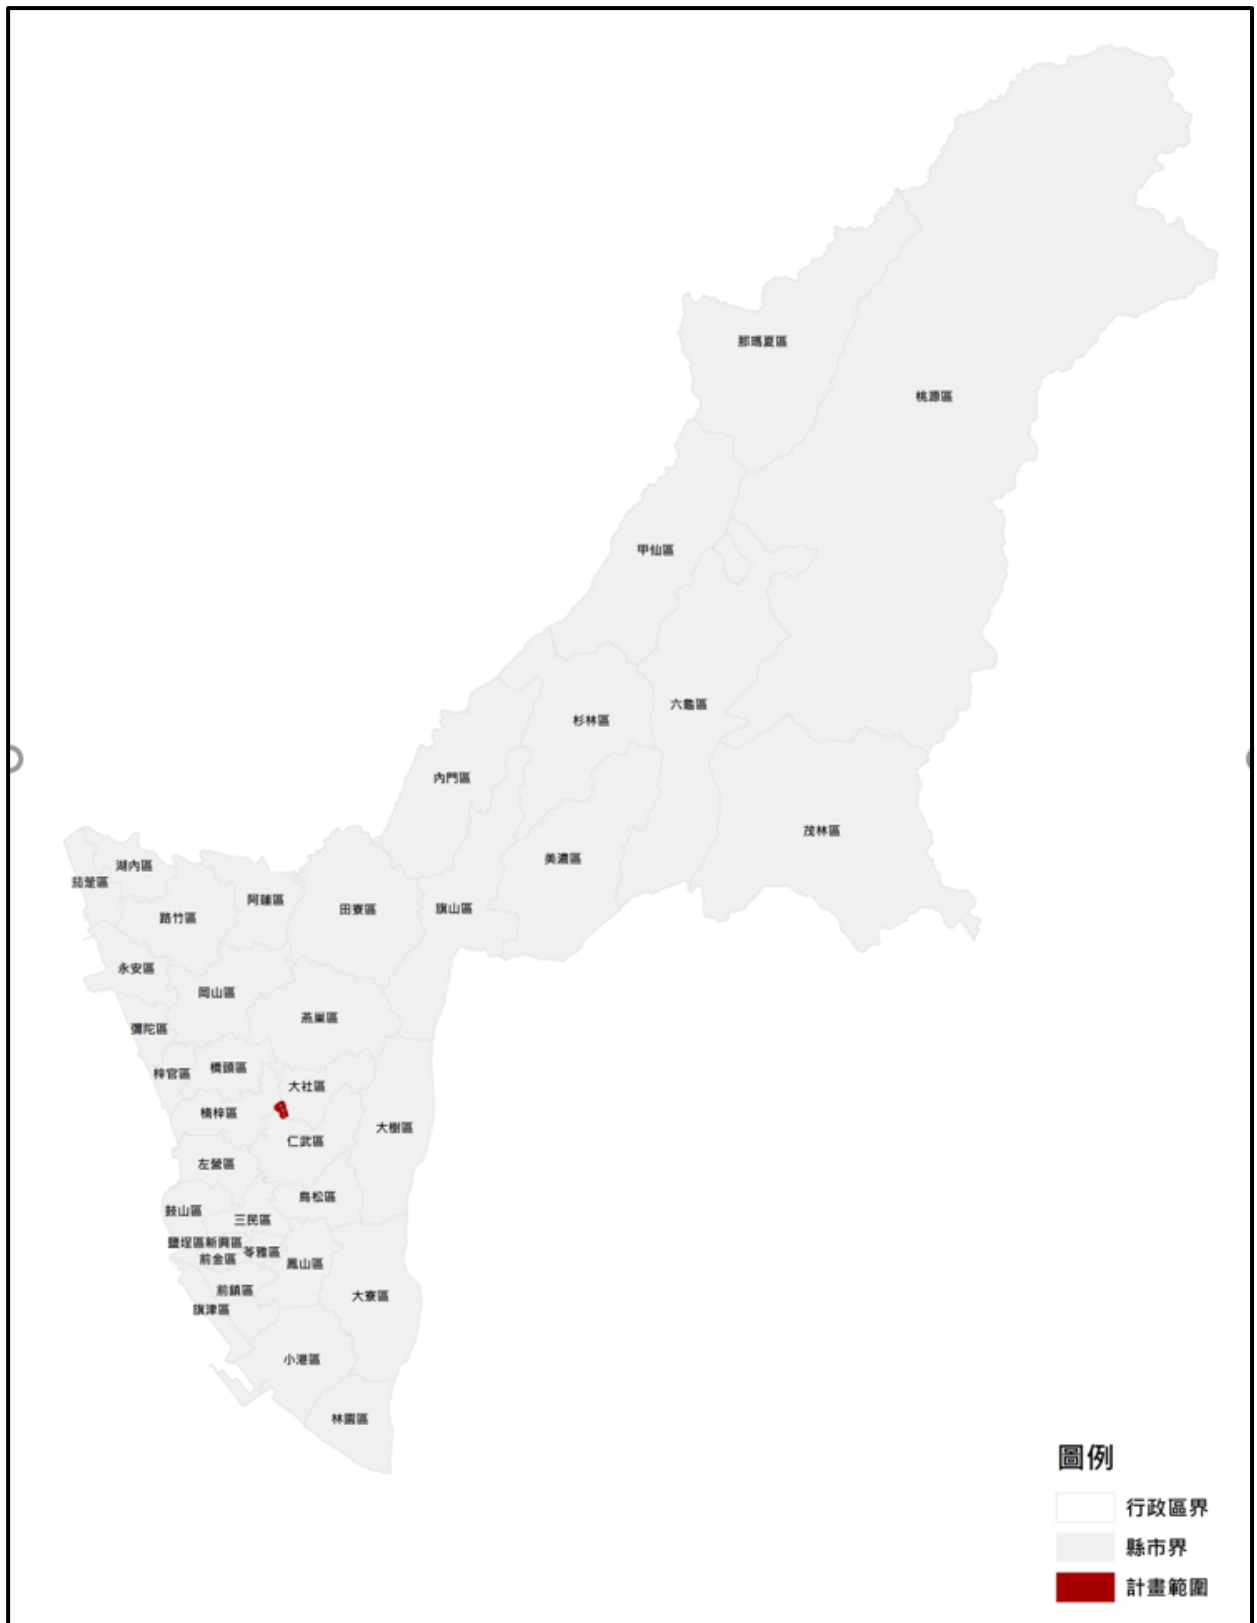 那瑪夏區
桃源區
甲仙區
六龜區
杉林區
內門區
茂林區
美濃區
湖內區
茄萣區
阿蓮區
田寮區
旗山區
路竹區
永安區
岡山區
燕巢區
彌陀區
橋頭區
梓官區
大社區
楠梓區
大樹區
仁武區
左營區
鳥松區
鼓山區
三民區
鹽埕區新興區
苓雅區
前金區
鳳山區
前鎮區
大寮區
旗津區
小港區
林園區
圖例
行政區界
縣市界
計畫範圍